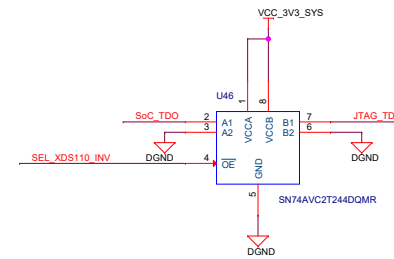 VCC_3V3_SYS
U46
1
8
VCCA
VCCB
SoC_TDO
2
A1
B1
7
JTAG_TD
3
A2
B2
6
DGND
DGND
SEL_XDS110_INV
4
OE
GND
5
SN74AVC2T244DQMR
DGND